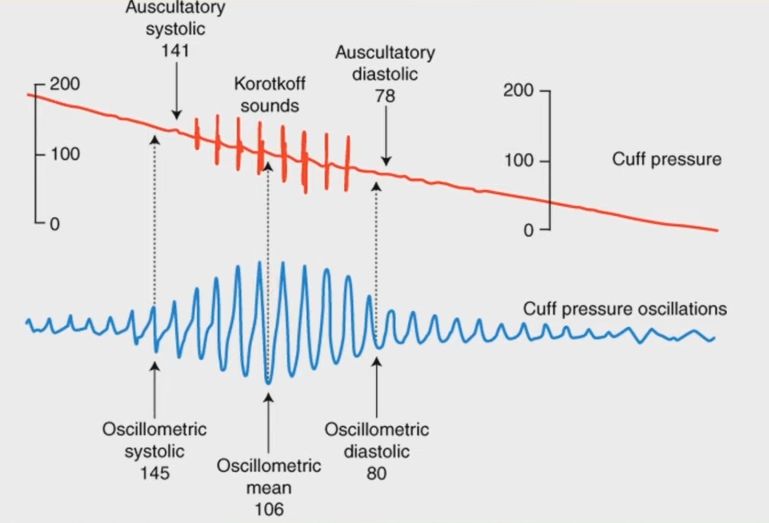 Auscultatory
systolic
141
Auscultatory
diastolic
78
Korotkoff
sounds
200
100
0
200
100
0
Cuff pressure
Cuff pressure oscillations
Oscillometric
systolic
145
Oscillometric
mean
106
Oscillometric
diastolic
80